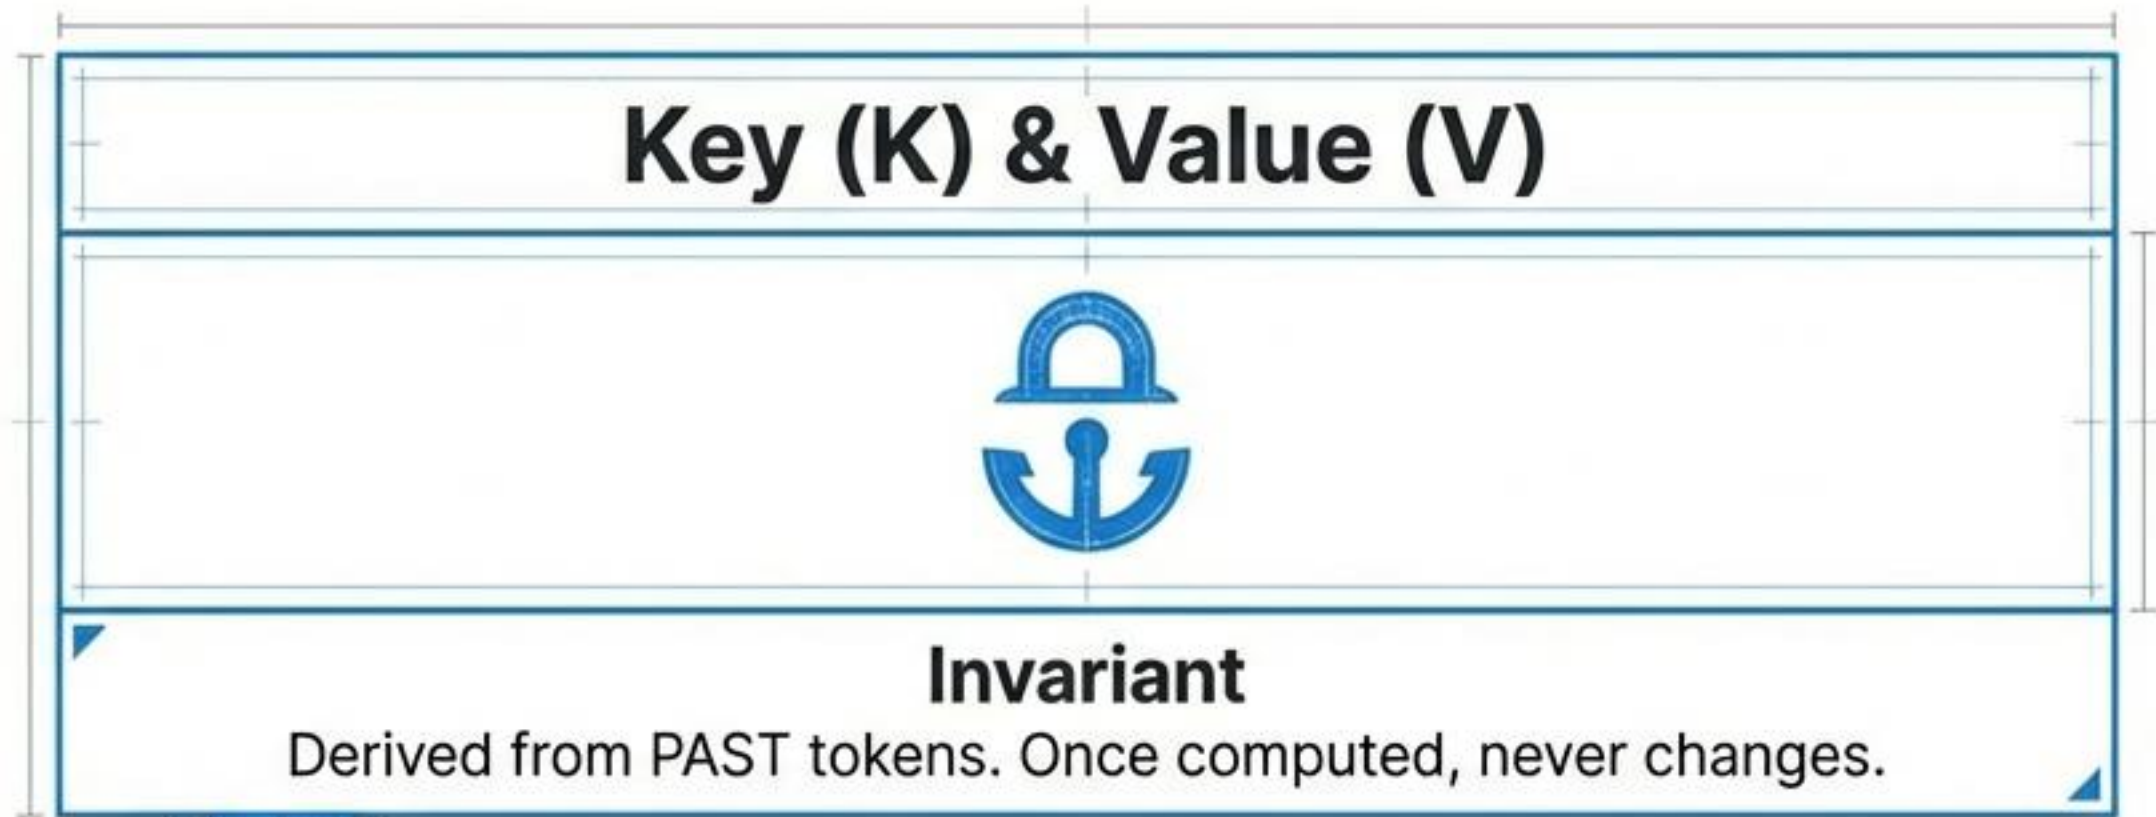 Key (K) & Value (V)
Invariant
Derived from PAST tokens. Once computed, never changes.